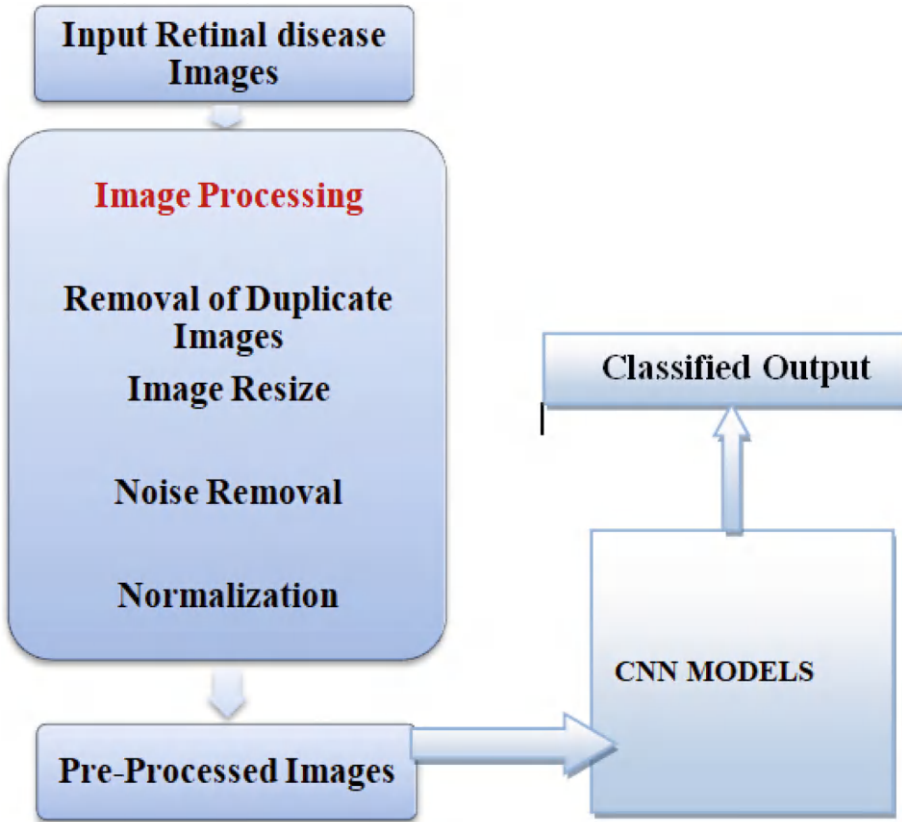 Input Retinal disease
Images
Image Processing
Removal of Duplicate
Images
Image Resize
Noise Removal
Normalization
Pre-Processed Images
CNN MODELS
Classified Output